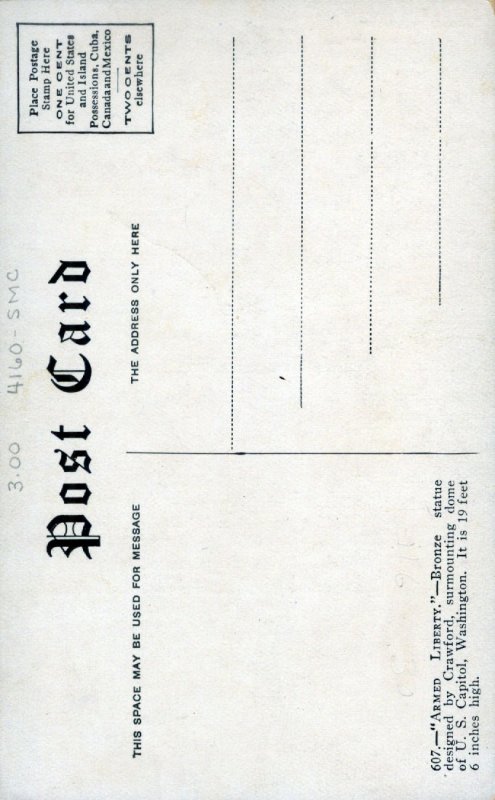 3.00 4160-SMC
Post Card
Place Postage
Stamp Here
ONE CENT
for United States
and Island
Possessions, Cuba,
Canada and Mexico
TWO CENTS
elsewhere
THIS SPACE MAY BE USED FOR MESSAGE
THE ADDRESS ONLY HERE
607.—"ARMED LIBERTY."—Bronze statue
designed by Crawford, surmounting dome
of U. S. Capitol, Washington. It is 19 feet
6 inches high.